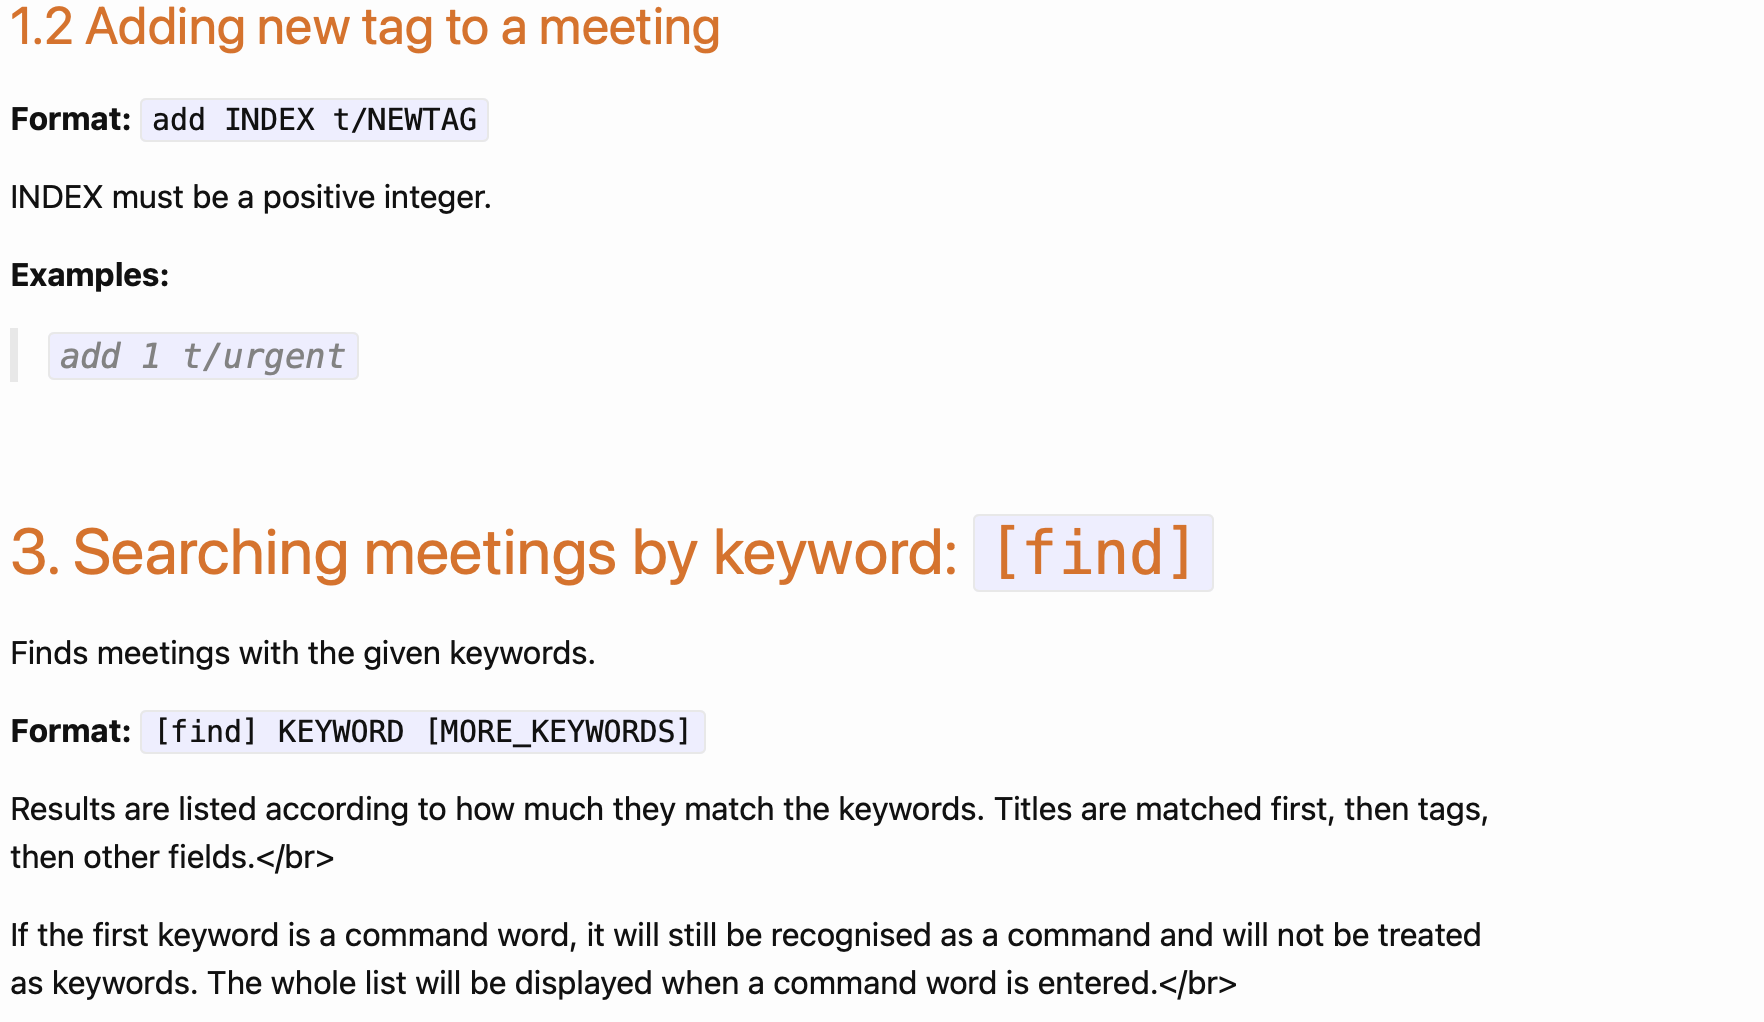 1.2 Adding new tag to a meeting
Format: add INDEX t/NEWTAG
INDEX must be a positive integer.
Examples:
add 1 t/urgent
3. Searching meetings by keyword: [find]
Finds meetings with the given keywords.
Format: [find] KEYWORD [MORE_KEYWORDS]
Results are listed according to how much they match the keywords. Titles are matched first, then tags,
then other fields.</br>
If the first keyword is a command word, it will still be recognised as a command and will not be treated
as keywords. The whole list will be displayed when a command word is entered.</br>